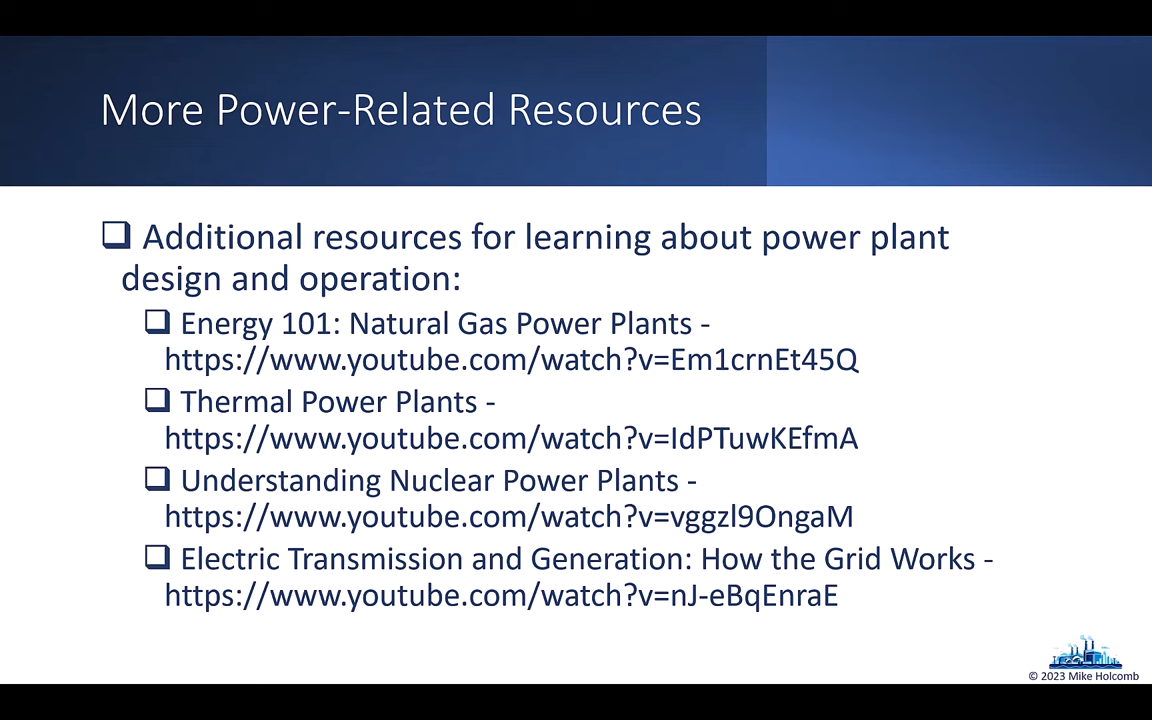 More Power-Related Resources
Additional resources for learning about power plant
design and operation:
Energy 101: Natural Gas Power Plants -
https://www.youtube.com/watch?v=Em1crnEt45Q
Thermal Power Plants -
https://www.youtube.com/watch?v=IdPTuwKEfmA
Understanding Nuclear Power Plants -
https://www.youtube.com/watch?v=vggzl9OngaM
Electric Transmission and Generation: How the Grid Works -
https://www.youtube.com/watch?v=nJ-eBqEnraE
© 2023 Mike Holcomb